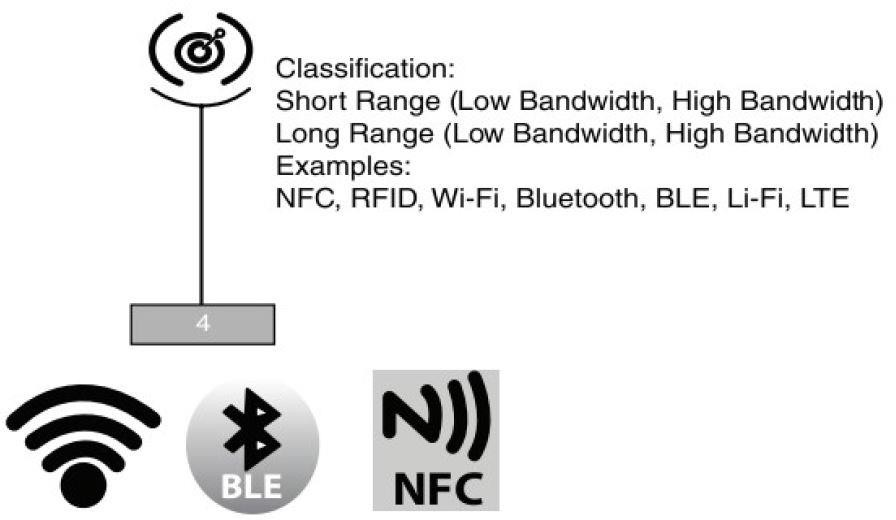 Classification:
Short Range (Low Bandwidth, High Bandwidth)
Long Range (Low Bandwidth, High Bandwidth)
Examples:
NFC, RFID, Wi-Fi, Bluetooth, BLE, Li-Fi, LTE
4
BLE
NFC